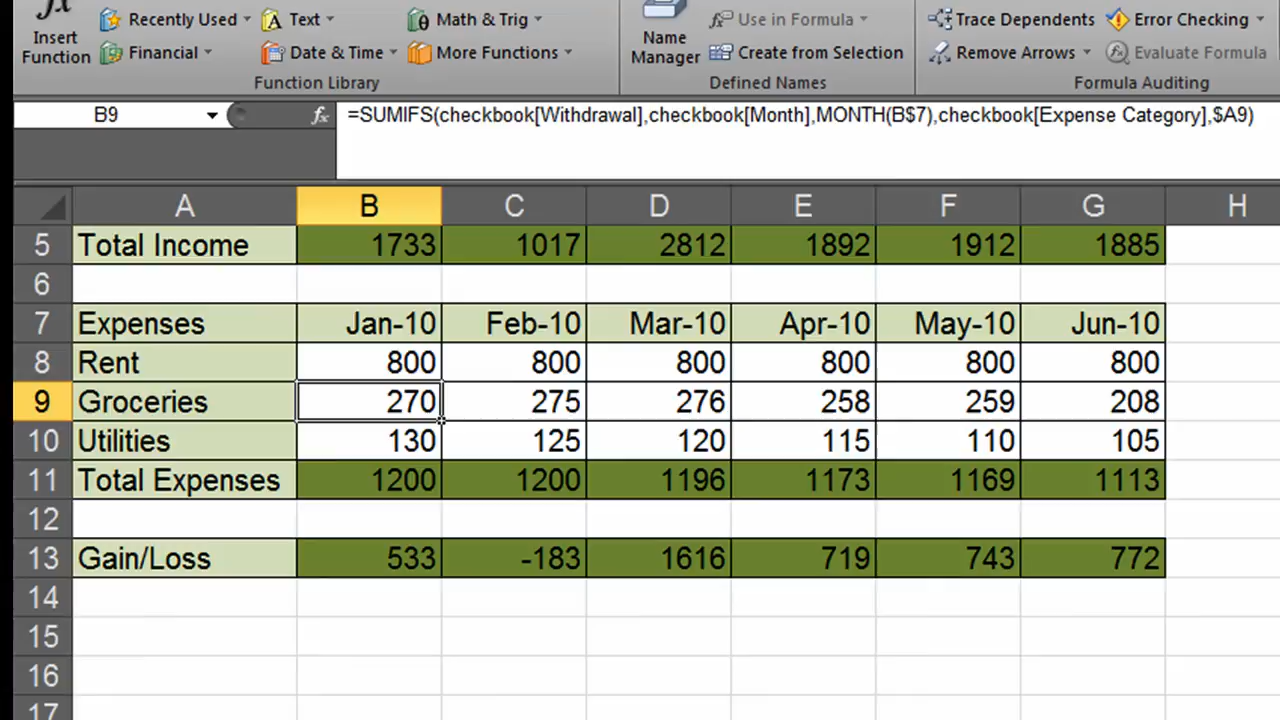 fx Recently Used Text Math & Trig Use in Formula Trace Dependents Error Checking
Insert Function Financial Date & Time More Functions Name Manager Create from Selection Remove Arrows Evaluate Formula
Function Library Defined Names Formula Auditing
B9 fx =SUMIFS(checkbook[Withdrawal],checkbook[Month],MONTH(B$7),checkbook[Expense Category],$A9)
A B C D E F G H
5 Total Income 1733 1017 2812 1892 1912 1885
6
7 Expenses Jan-10 Feb-10 Mar-10 Apr-10 May-10 Jun-10
8 Rent 800 800 800 800 800 800
9 Groceries 270 275 276 258 259 208
10 Utilities 130 125 120 115 110 105
11 Total Expenses 1200 1200 1196 1173 1169 1113
12
13 Gain/Loss 533 -183 1616 719 743 772
14
15
16
17